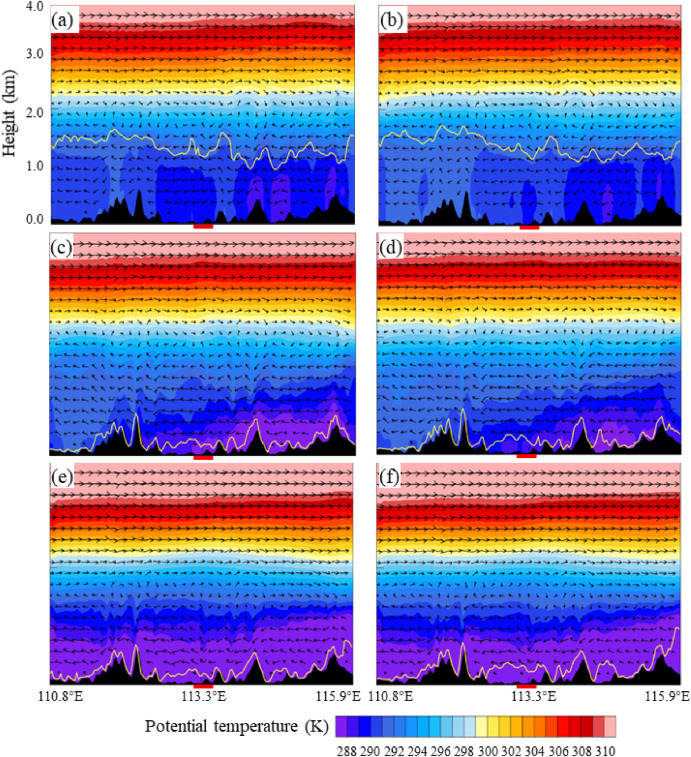 (a) (b)
4.0
3.0
2.0
1.0
0.0
Height (km)
(c) (d)
(e) (f)
110.8°E 113.3°E 115.9°E 110.8°E 113.3°E 115.9°E
Potential temperature (K)
288 290 292 294 296 298 300 302 304 306 308 310